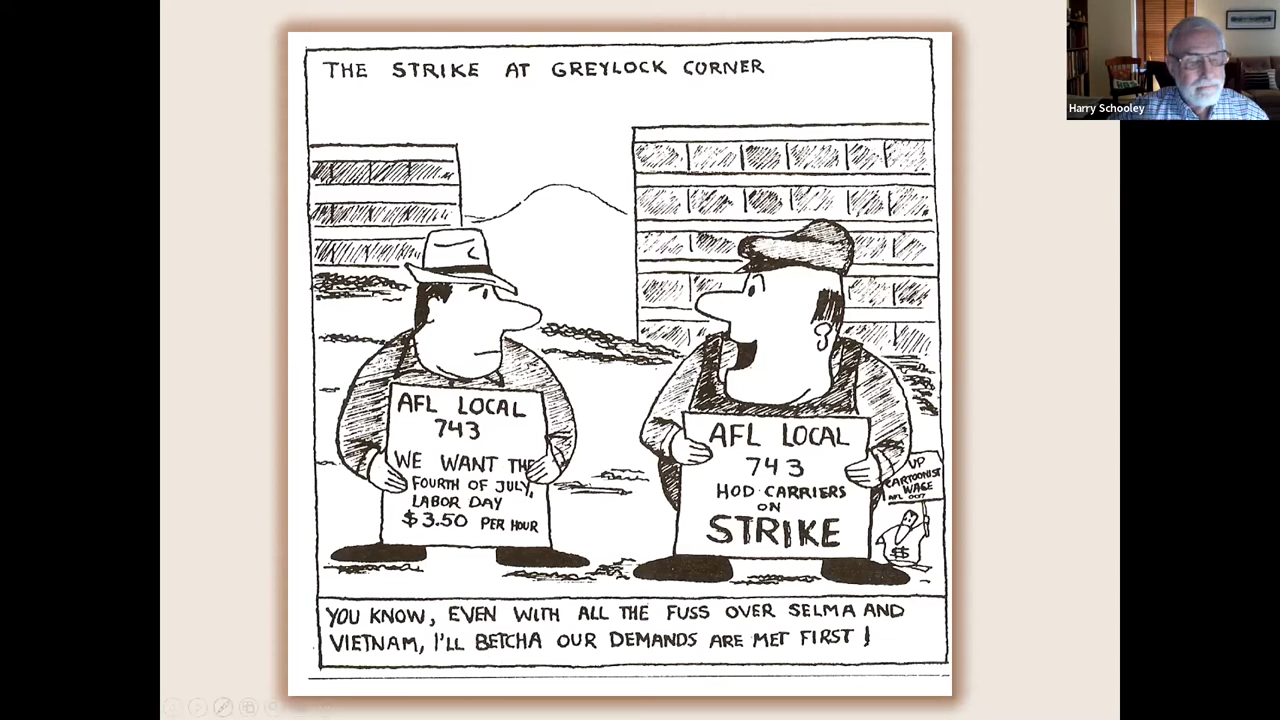 THE STRIKE AT GREYLOCK CORNER
AFL LOCAL
743
WE WANT THE
FOURTH OF JULY,
LABOR DAY
$3.50 PER HOUR
AFL LOCAL
743
HOD CARRIERS
ON
STRIKE
UP
CARTOONIST
WAGE
AFL 007
$
YOU KNOW, EVEN WITH ALL THE FUSS OVER SELMA AND
VIETNAM, I'LL BETCHA OUR DEMANDS ARE MET FIRST!
Harry Schooley